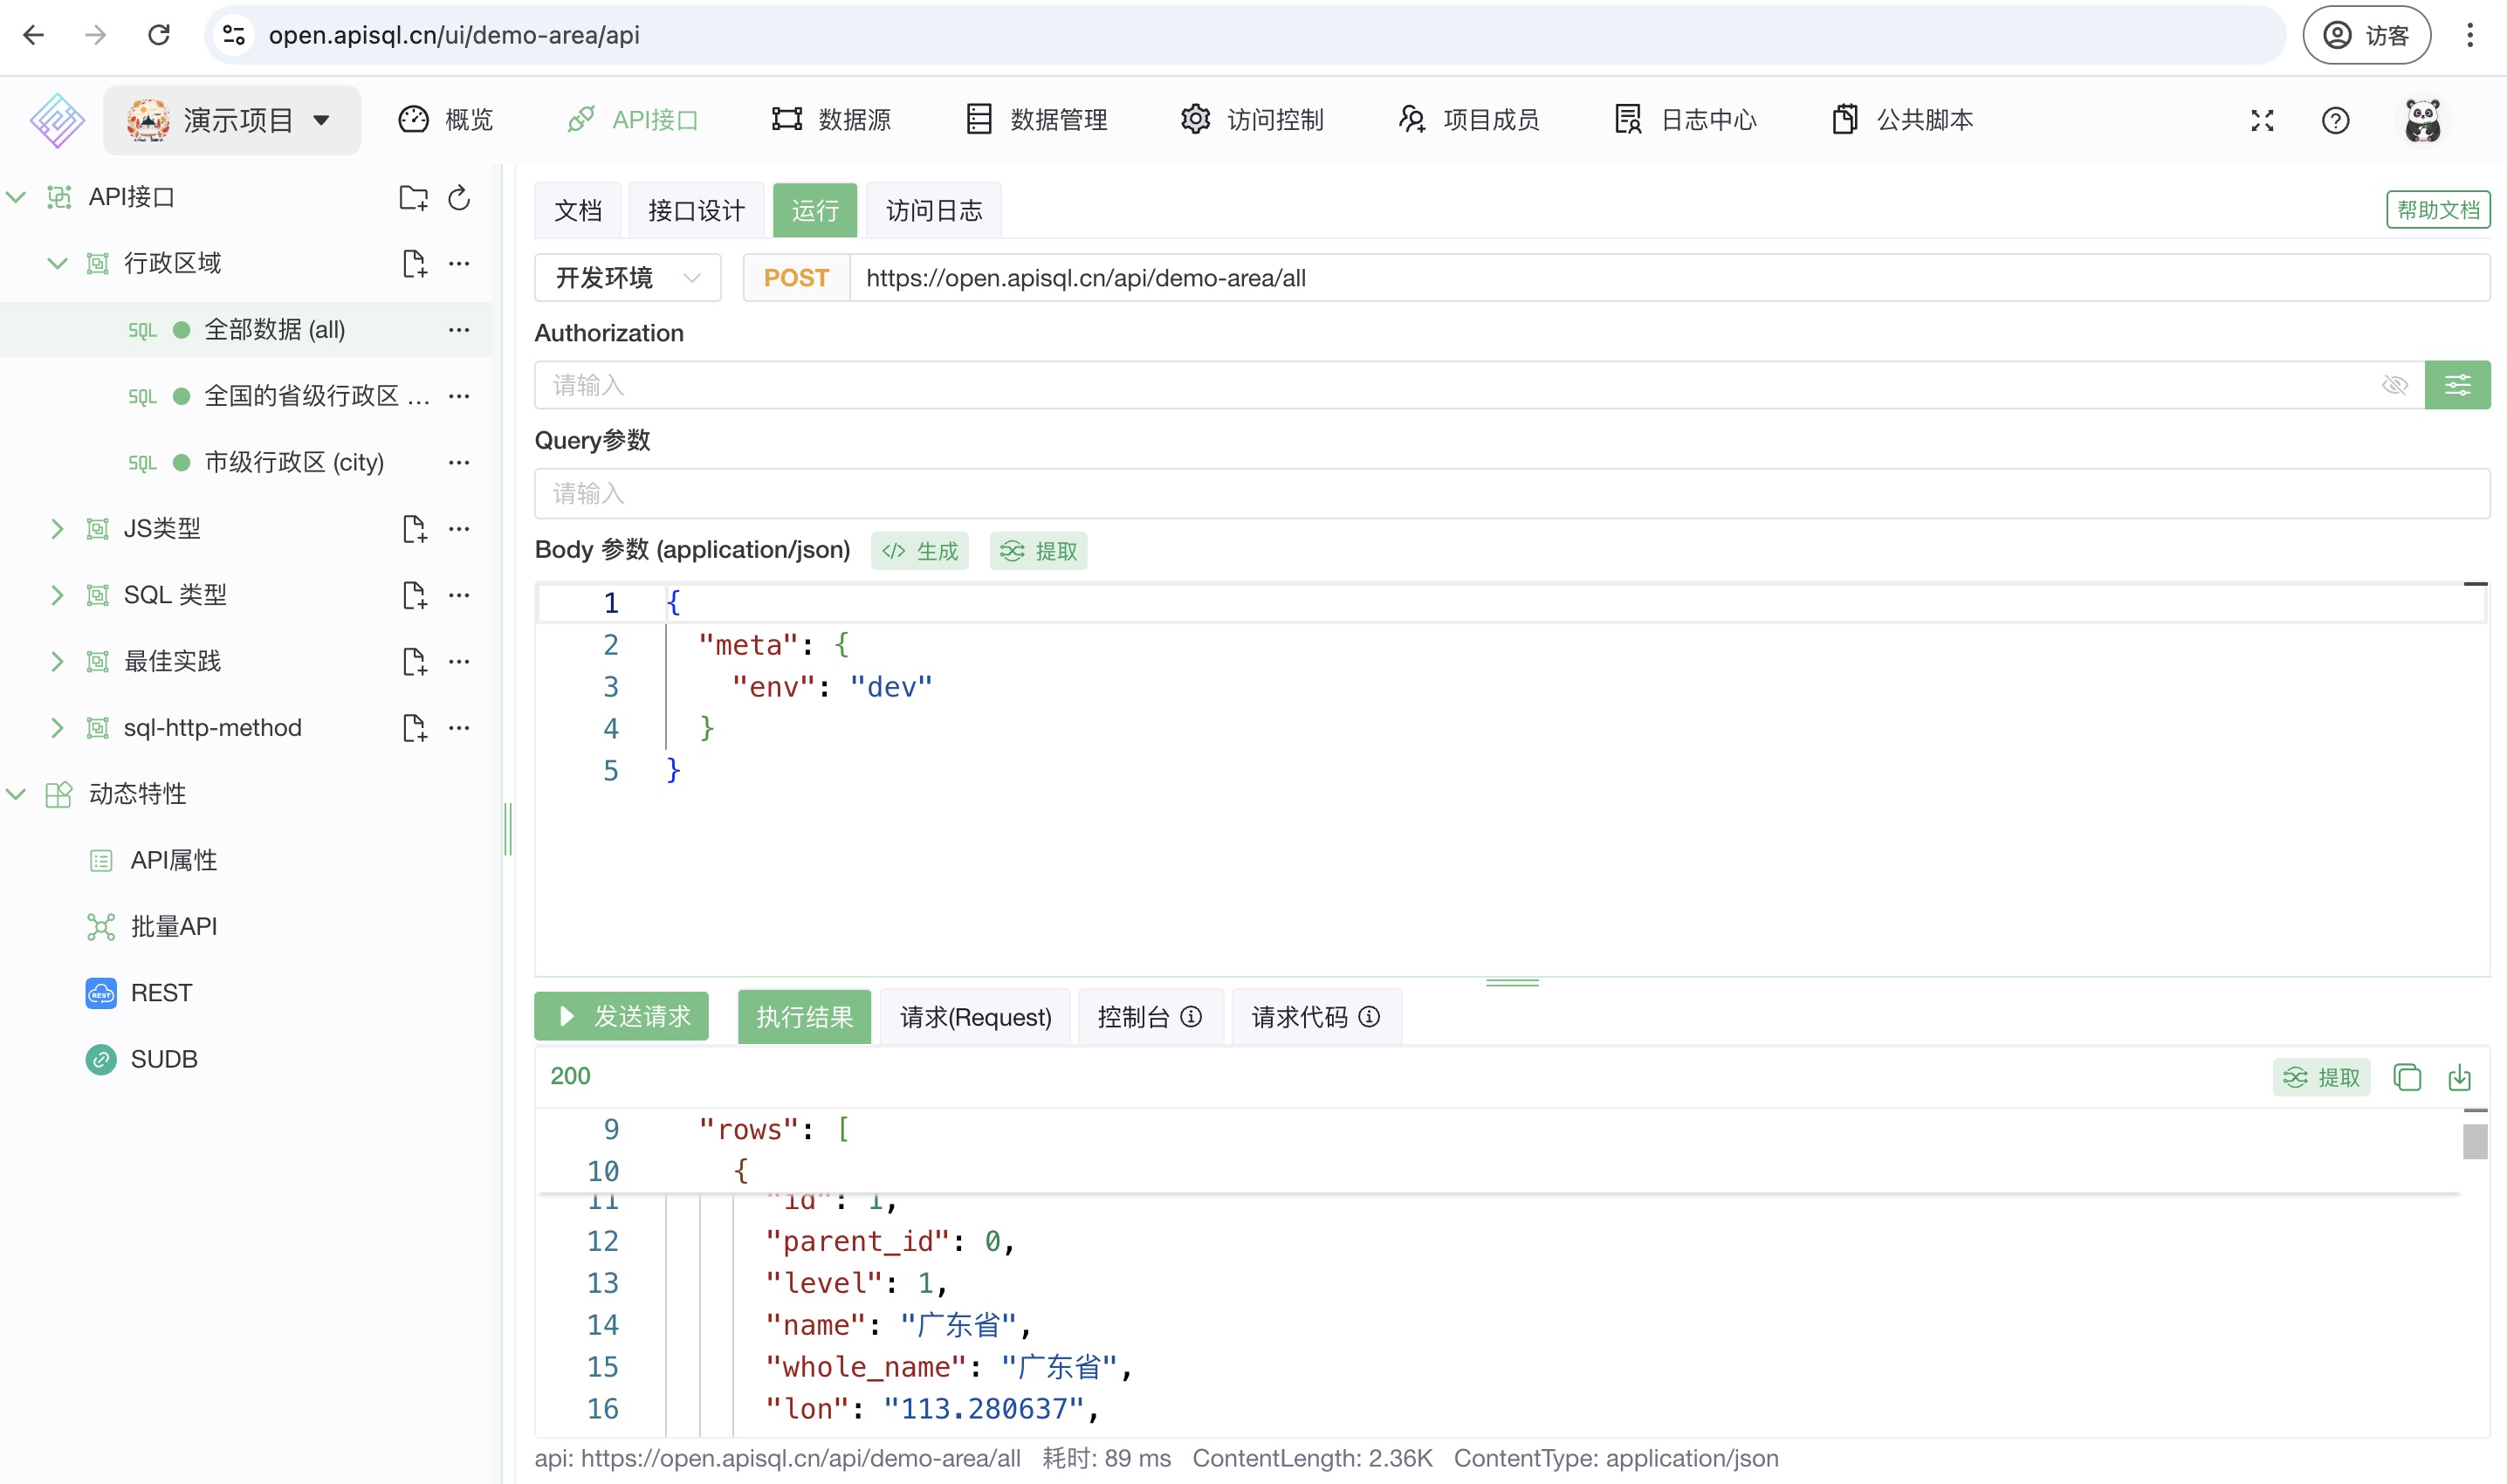 open.apisql.cn/ui/demo-area/api
访客
演示项目
概览
API接口
数据源
数据管理
访问控制
项目成员
日志中心
公共脚本
API接口
行政区域
SQL 全部数据 (all)
SQL 全国的省级行政区 ...
SQL 市级行政区 (city)
JS类型
SQL 类型
最佳实践
sql-http-method
动态特性
API属性
批量API
REST REST
SUDB
文档
接口设计
运行
访问日志
帮助文档
开发环境
POST https://open.apisql.cn/api/demo-area/all
Authorization
请输入
Query参数
请输入
Body 参数 (application/json)
</> 生成
提取
1 {
2 "meta": {
3 "env": "dev"
4 }
5 }
发送请求
执行结果
请求(Request)
控制台
请求代码
200
提取
9 "rows": [
10 {
11 "id": 1,
12 "parent_id": 0,
13 "level": 1,
14 "name": "广东省",
15 "whole_name": "广东省",
16 "lon": "113.280637",
api: https://open.apisql.cn/api/demo-area/all 耗时: 89 ms ContentLength: 2.36K ContentType: application/json